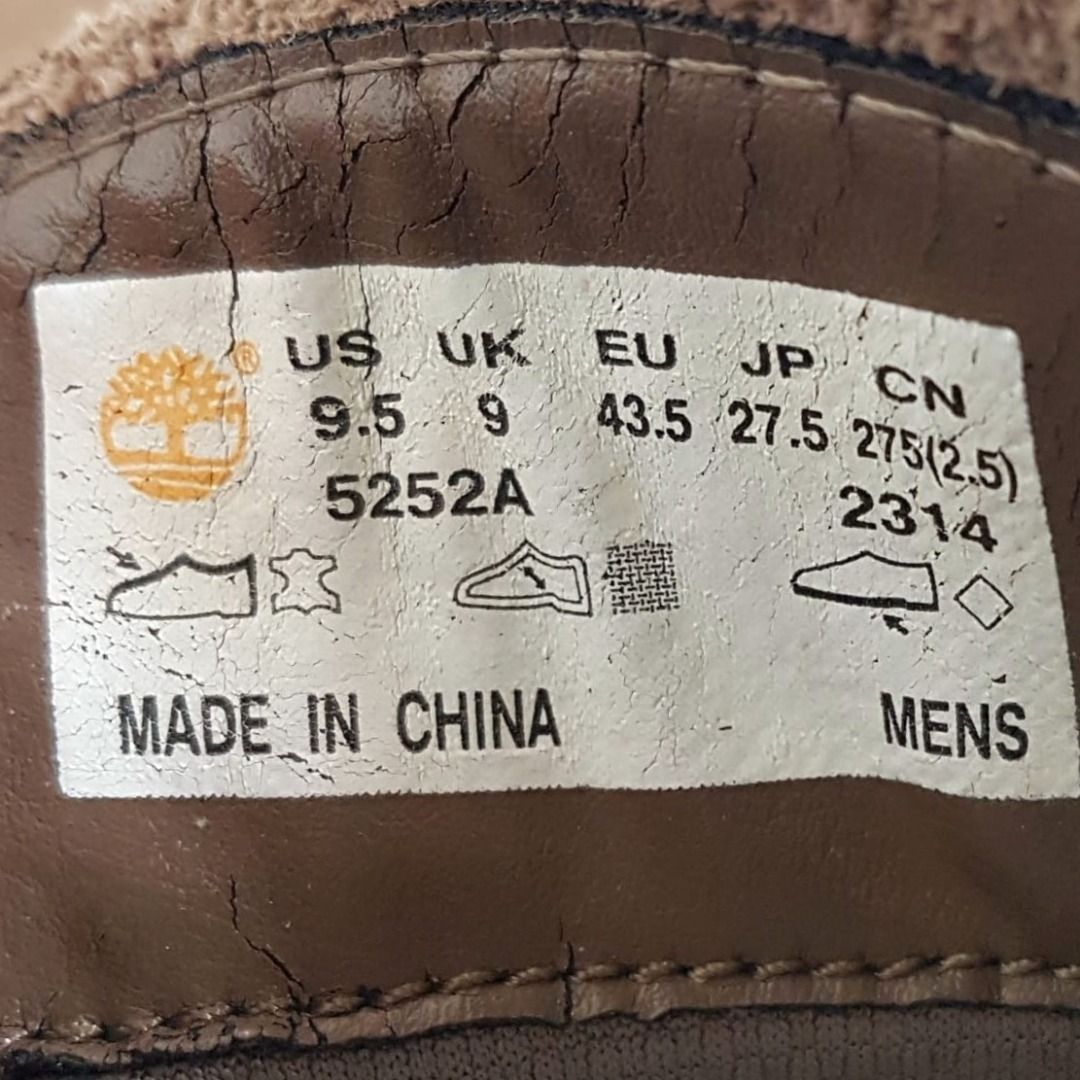 ® US UK EU JP CN
9.5 9 43.5 27.5 275(2.5)
5252A 2314
MADE IN CHINA MENS